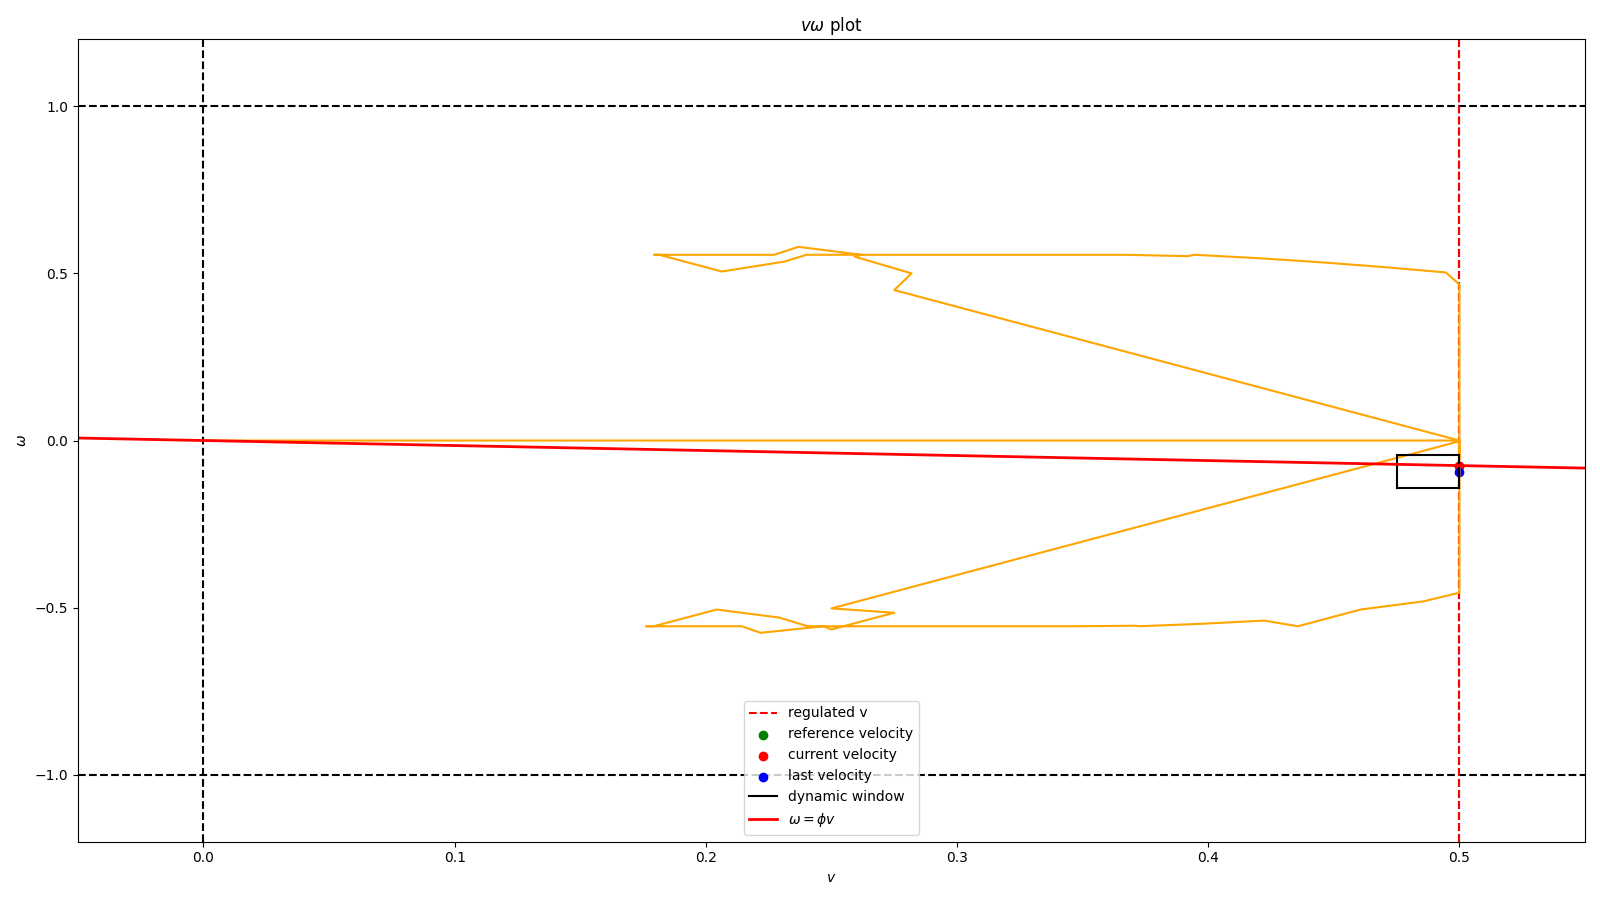 vω plot
1.0
0.5
0.0
−0.5
−1.0
ω
regulated v
reference velocity
current velocity
last velocity
dynamic window
ω = ϕv
0.0 0.1 0.2 0.3 0.4 0.5
v